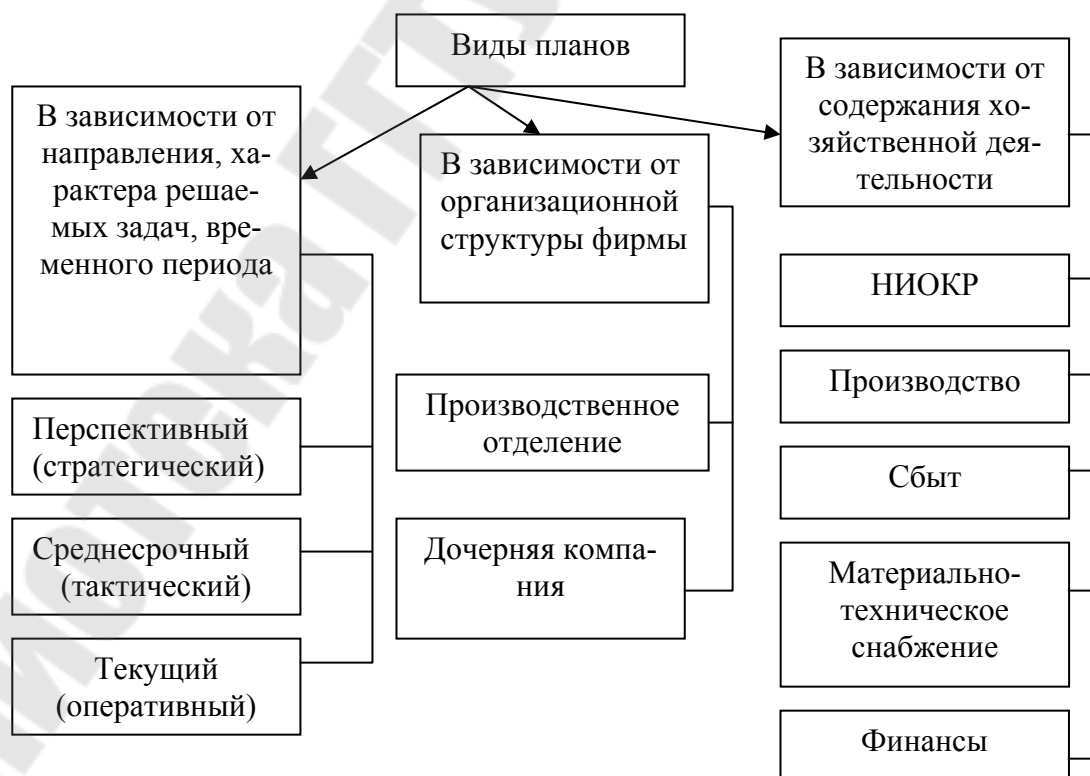 Виды планов
В зависимости от
направления, ха-
рактера решае-
мых задач, вре-
менного периода
Перспективный
(стратегический)
Среднесрочный
(тактический)
Текущий
(оперативный)
В зависимости от
организационной
структуры фирмы
Производственное
отделение
Дочерняя компа-
ния
В зависимости от
содержания хо-
зяйственной дея-
тельности
НИОКР
Производство
Сбыт
Материально-
техническое
снабжение
Финансы